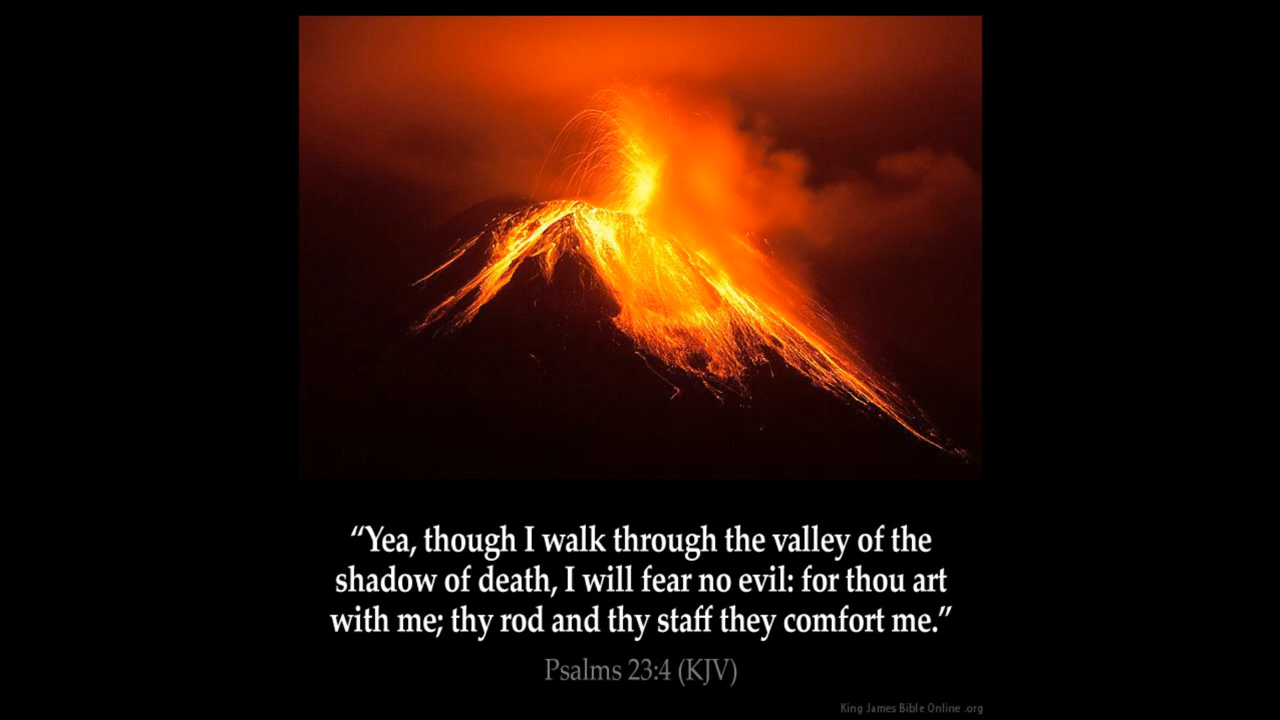 “Yea, though I walk through the valley of the
shadow of death, I will fear no evil: for thou art
with me; thy rod and thy staff they comfort me.”
Psalms 23:4 (KJV)
King James Bible Online .org